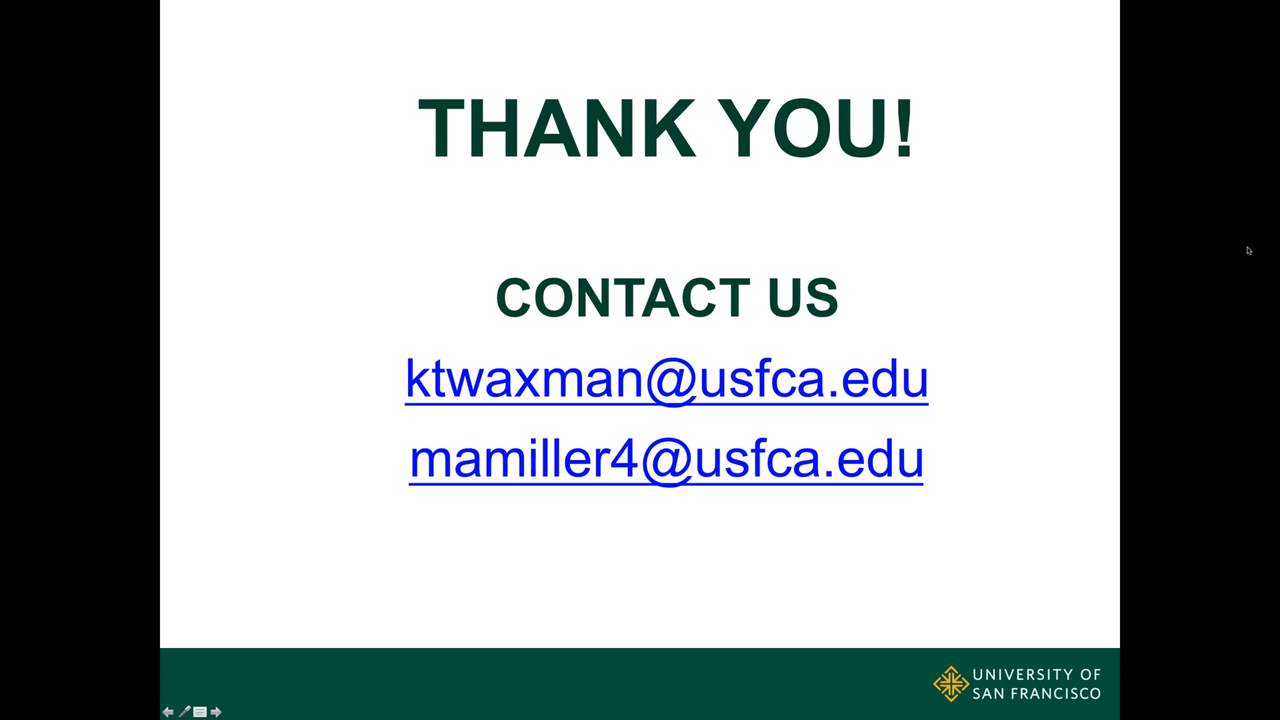 THANK YOU!
CONTACT US
ktwaxman@usfca.edu
mamiller4@usfca.edu
UNIVERSITY OF
SAN FRANCISCO